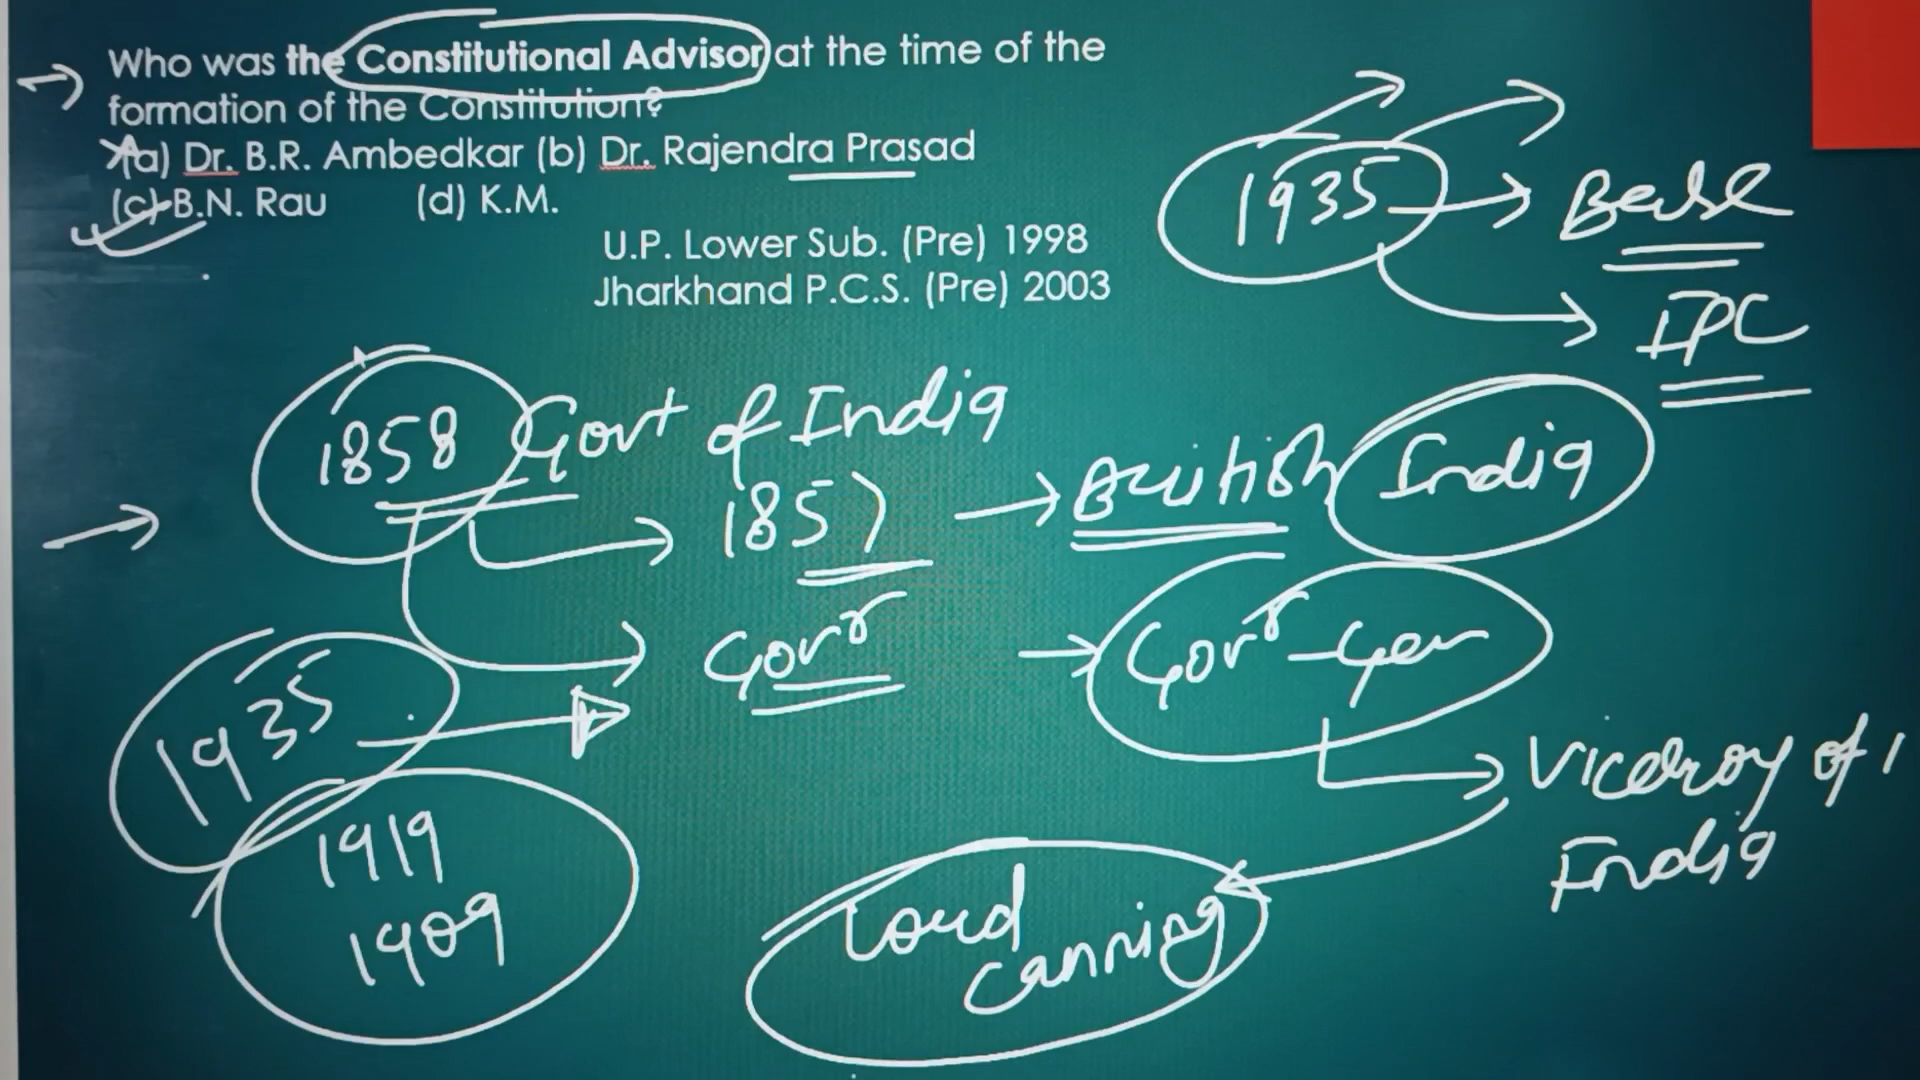 Who was the Constitutional Advisor at the time of the
formation of the Constitution?
(a) Dr. B.R. Ambedkar (b) Dr. Rajendra Prasad
(c) B.N. Rau (d) K.M.
U.P. Lower Sub. (Pre) 1998
Jharkhand P.C.S. (Pre) 2003
1935
Base
IPC
1858 Govt of India
1857 → British India
Govr → Govr-Gen
Viceroy of
India
Lord
Canning
1935
1919
1909